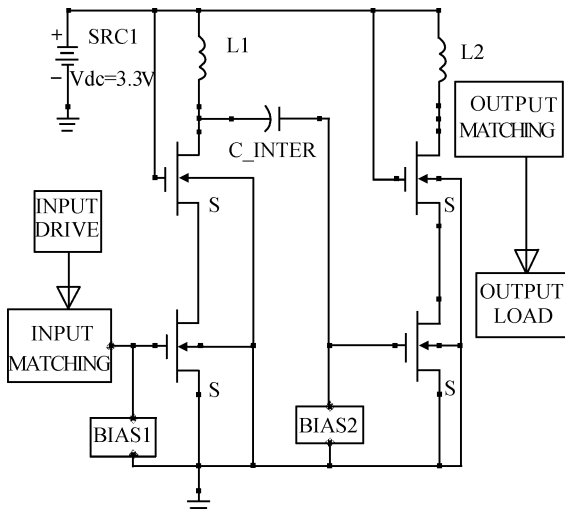 +
SRC1
−
Vdc=3.3V
L1
L2
C_INTER
OUTPUT
MATCHING
S
S
INPUT
DRIVE
INPUT
MATCHING
OUTPUT
LOAD
S
S
BIAS1
BIAS2